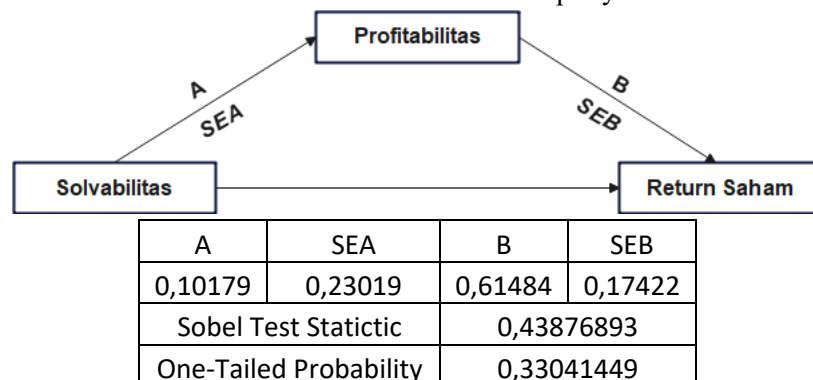 Profitabilitas
A
SEA
B
SEB
Solvabilitas
Return Saham
A SEA B SEB
0,10179 0,23019 0,61484 0,17422
Sobel Test Statictic 0,43876893
One-Tailed Probability 0,33041449